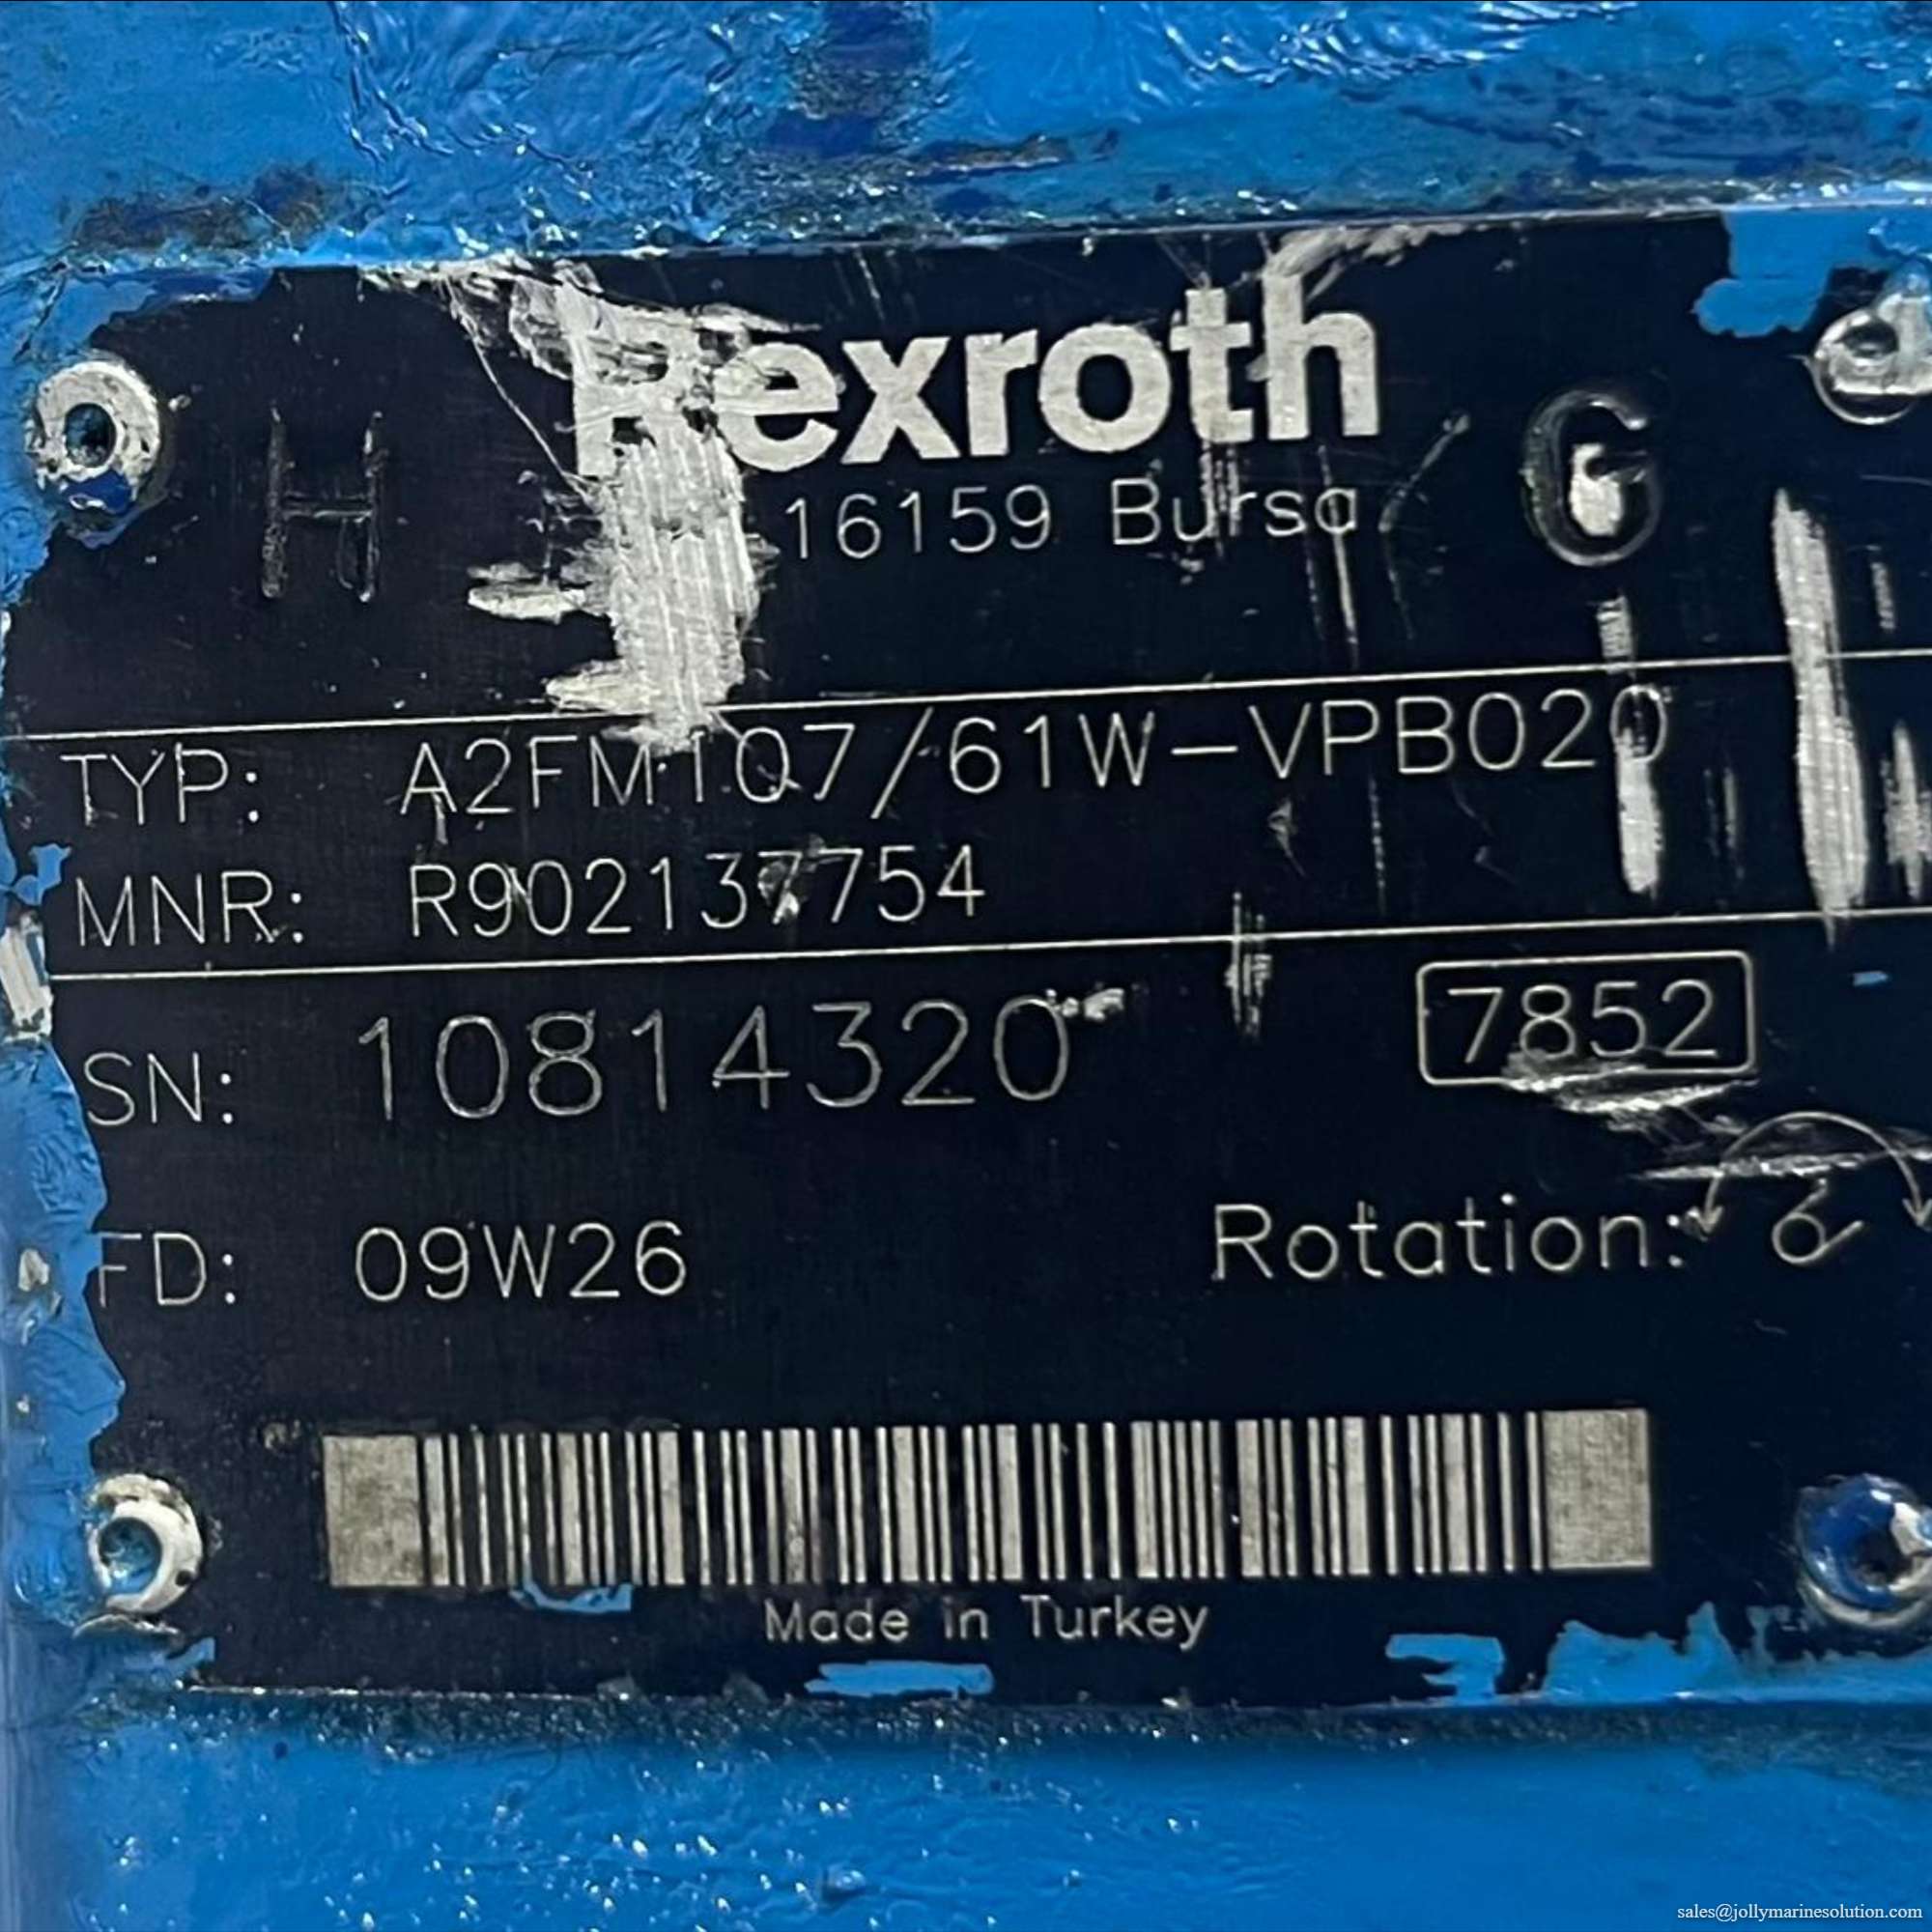 Rexroth
H
G
16159 Bursa
TYP: A2FM107/61W-VPB020
MNR: R902137754
SN: 10814320
7852
FD: 09W26
Rotation:
Made in Turkey
sales@jollymarinesolution.com